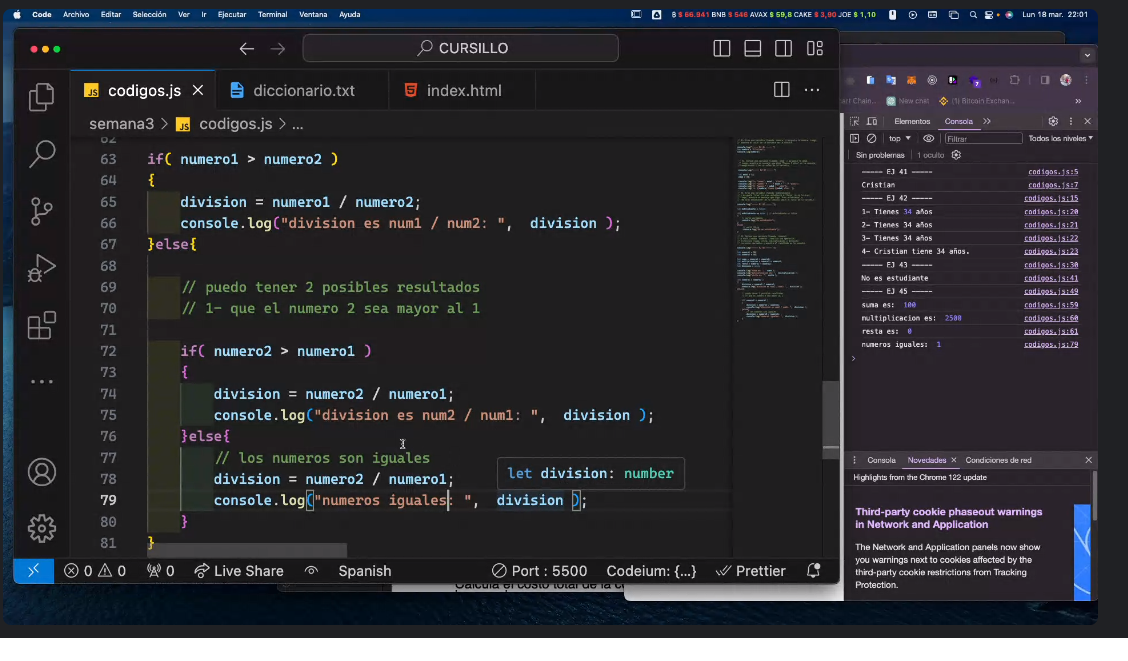 Code Archivo Editar Selección Ver Ir Ejecutar Terminal Ventana Ayuda
B $ 66.941 BNB $ 546 AVAX $ 59,8 CAKE $ 3,90 JOE $ 1,10
Lun 18 mar. 22:01
CURSILLO
JS codigos.js
diccionario.txt
index.html
semana3 > JS codigos.js > ...
62
63 if( numero1 > numero2 )
64 {
65 division = numero1 / numero2;
66 console.log("division es num1 / num2: ", division );
67 }else{
68
69 // puedo tener 2 posibles resultados
70 // 1- que el numero 2 sea mayor al 1
71
72 if( numero2 > numero1 )
73 {
74 division = numero2 / numero1;
75 console.log("division es num2 / num1: ", division );
76 }else{
77 // los numeros son iguales
let division: number
78 division = numero2 / numero1;
79 console.log("numeros iguales: ", division );
80 }
81 }
0 0 0 Live Share Spanish Port : 5500 Codeium: {...} Prettier
New chat
Bitcoin Exchan...
Elementos Consola
top Filtrar Todos los niveles
Sin problemas 1 oculto
----- EJ 41 ----- codigos.js:5
Cristian codigos.js:7
----- EJ 42 ----- codigos.js:15
1- Tienes 34 años codigos.js:20
2- Tienes 34 años codigos.js:21
3- Tienes 34 años codigos.js:22
4- Cristian tiene 34 años. codigos.js:23
----- EJ 43 ----- codigos.js:30
No es estudiante codigos.js:41
----- EJ 45 ----- codigos.js:49
suma es: 100 codigos.js:59
multiplicacion es: 2500 codigos.js:60
resta es: 0 codigos.js:61
numeros iguales: 1 codigos.js:79
Consola Novedades Condiciones de red
Highlights from the Chrome 122 update
Third-party cookie phaseout warnings
in Network and Application
The Network and Application panels now show
you warnings next to cookies affected by the
third-party cookie restrictions from Tracking
Protection.
Calcula el costo total de la c